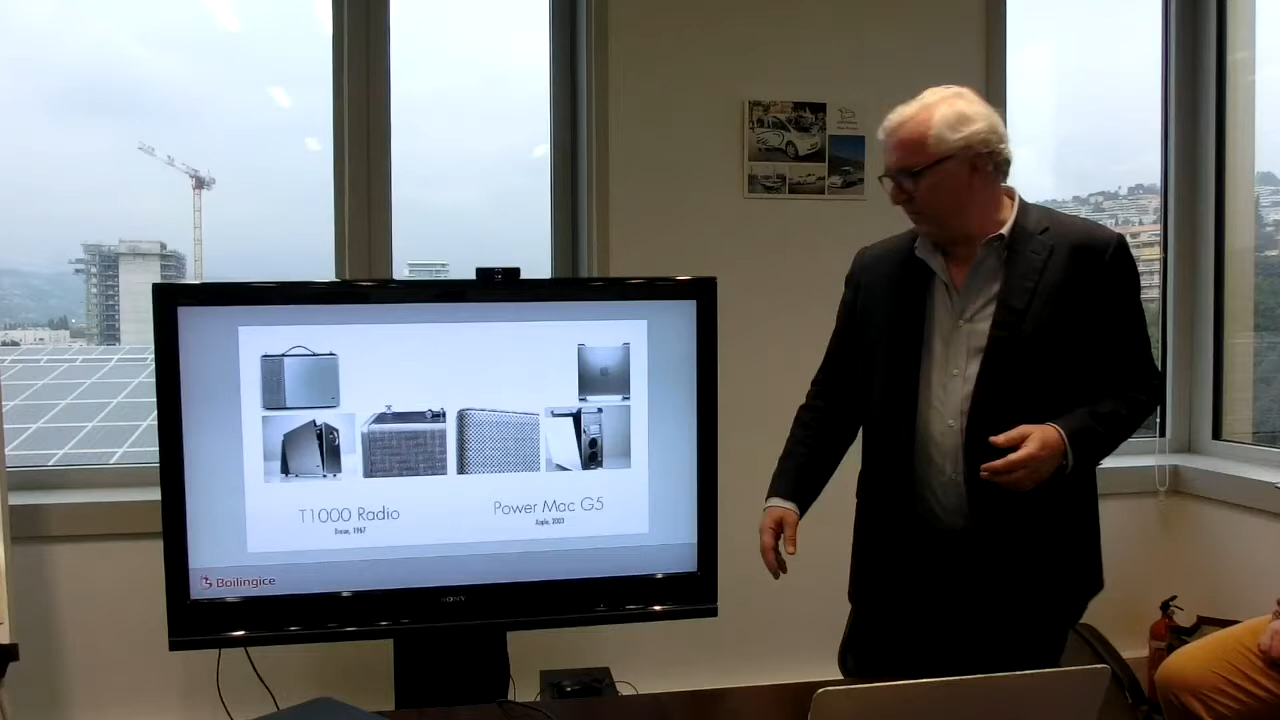 T1000 Radio
Braun, 1967
Power Mac G5
Apple, 2003
Boilingice
SONY